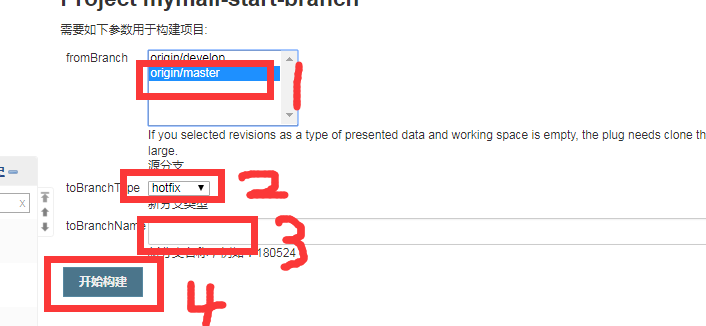 Project mymall-start-branch
需要如下参数用于构建项目:
fromBranch
origin/develop
origin/master
1
If you selected revisions as a type of presented data and working space is empty, the plug needs clone th
large.
源分支
toBranchType
hotfix
2
新分支类型
x
toBranchName
3
180524
开始构建
4